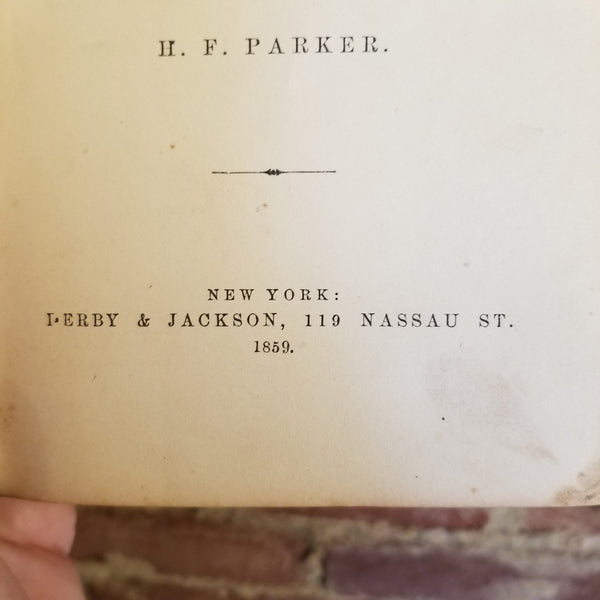 H. F. PARKER.
NEW YORK:
DERBY & JACKSON, 119 NASSAU ST.
1859.